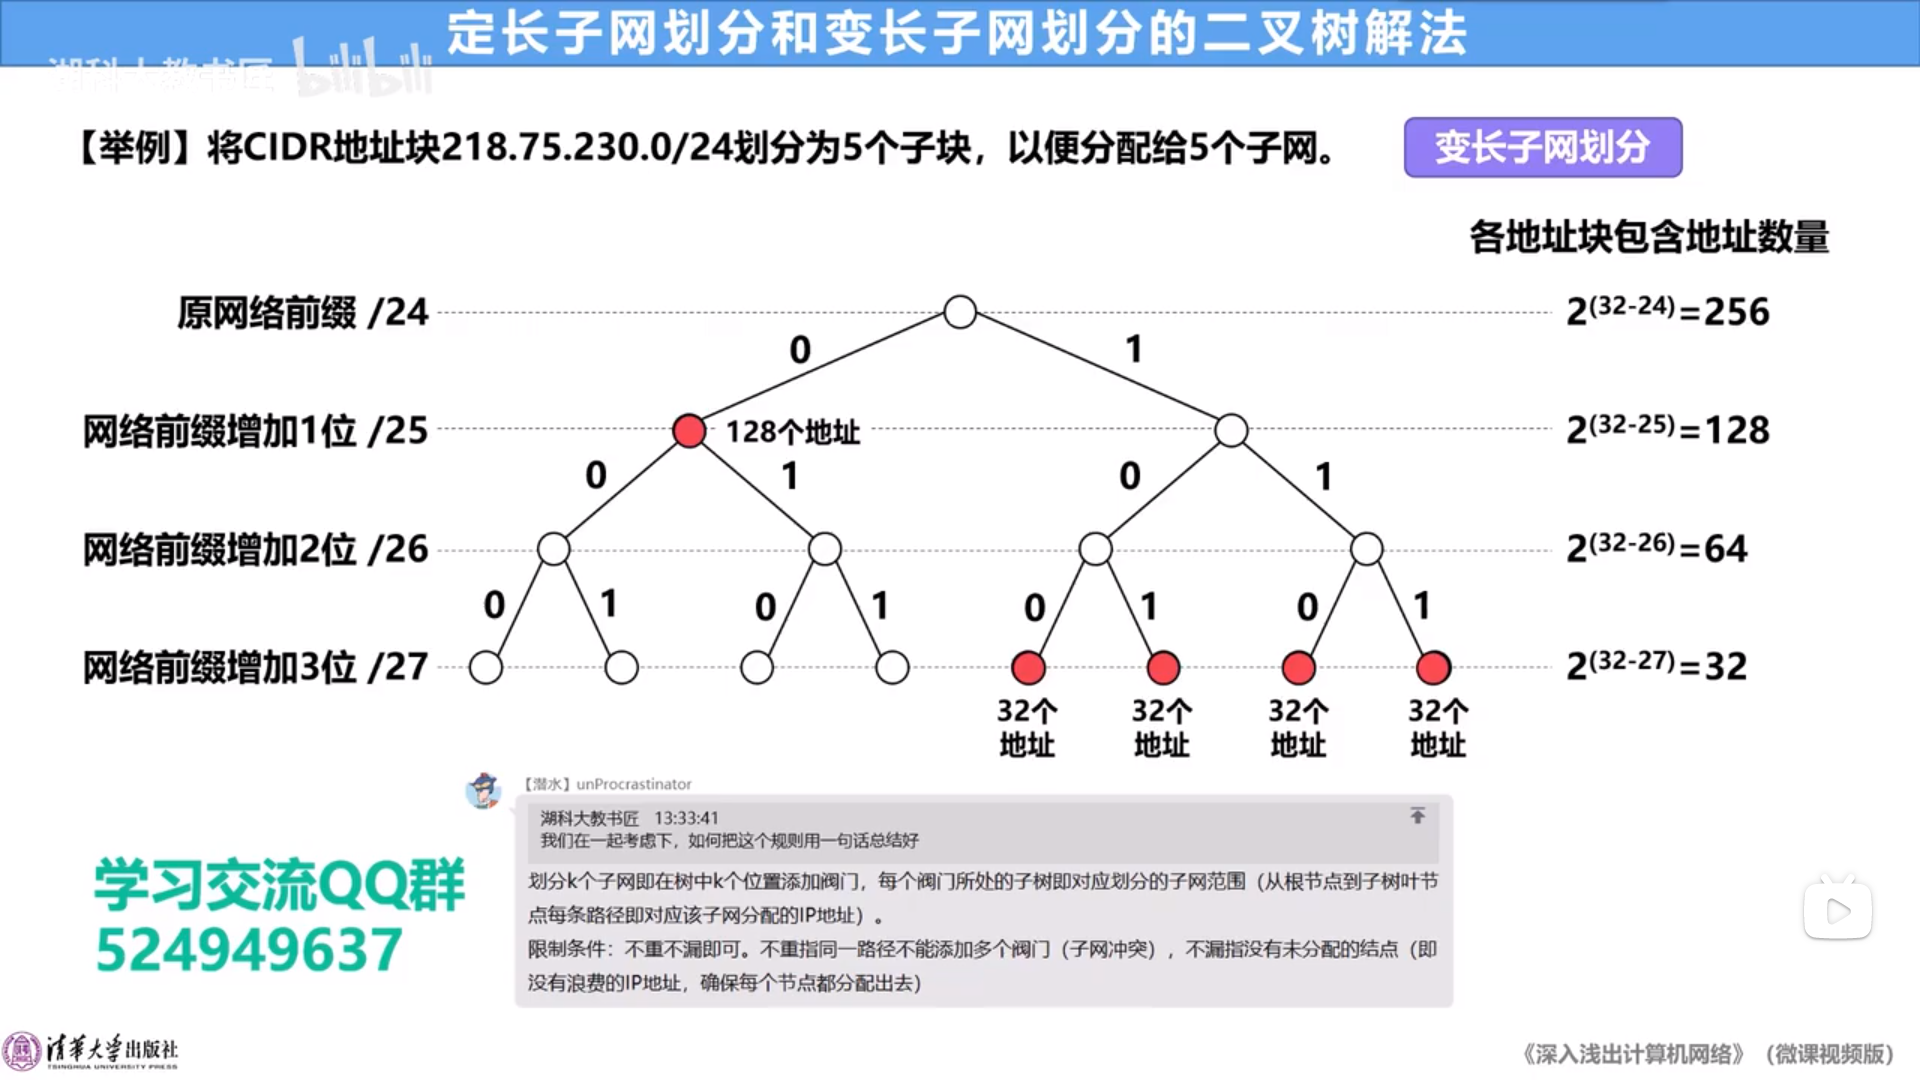 定长子网划分和变长子网划分的二叉树解法
湖科大教书匠 bilibili
【举例】将CIDR地址块218.75.230.0/24划分为5个子块，以便分配给5个子网。
变长子网划分
各地址块包含地址数量
原网络前缀 /24
2(32-24)=256
0 1
网络前缀增加1位 /25
128个地址
2(32-25)=128
0 1 0 1
网络前缀增加2位 /26
2(32-26)=64
0 1 0 1 0 1 0 1
网络前缀增加3位 /27
2(32-27)=32
32个 32个 32个 32个
地址 地址 地址 地址
【潜水】unProcrastinator
湖科大教书匠 13:33:41
我们在一起考虑下，如何把这个规则用一句话总结好
划分k个子网即在树中k个位置添加阀门，每个阀门所处的子树即对应划分的子网范围（从根节点到子树叶节
点每条路径即对应该子网分配的IP地址）。
限制条件：不重不漏即可。不重指同一路径不能添加多个阀门（子网冲突），不漏指没有未分配的结点（即
没有浪费的IP地址，确保每个节点都分配出去）
学习交流QQ群
524949637
清华大学出版社
TSINGHUA UNIVERSITY PRESS
《深入浅出计算机网络》（微课视频版）